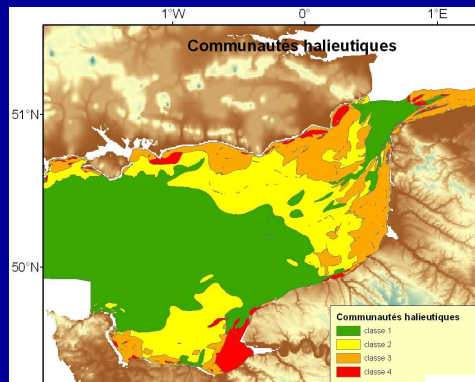 1°W 0° 1°E
Communautés halieutiques
51°N
50°N
Communautés halieutiques
classe 1
classe 2
classe 3
classe 4